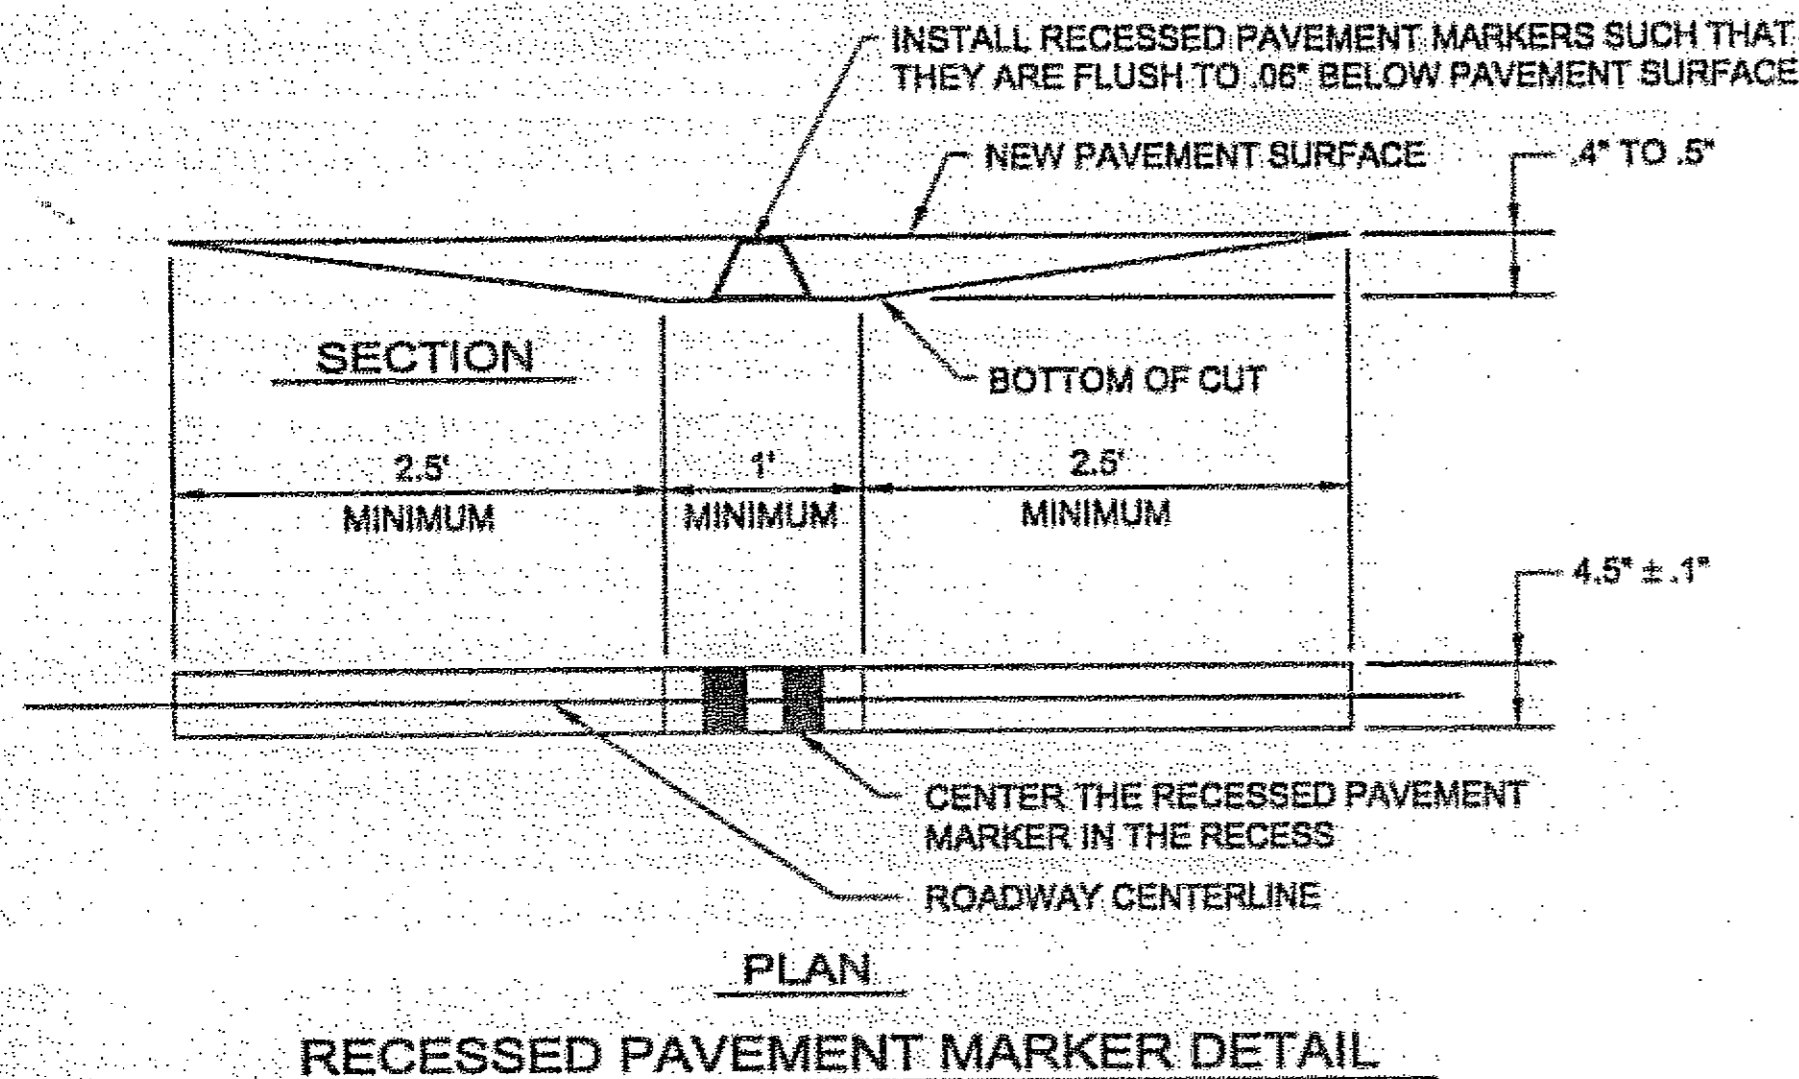 INSTALL RECESSED PAVEMENT MARKERS SUCH THAT
THEY ARE FLUSH TO .06" BELOW PAVEMENT SURFACE
NEW PAVEMENT SURFACE
.4" TO .5"
SECTION
BOTTOM OF CUT
2.5'
MINIMUM
1'
MINIMUM
2.5'
MINIMUM
4.5" ± .1"
CENTER THE RECESSED PAVEMENT
MARKER IN THE RECESS
ROADWAY CENTERLINE
PLAN
RECESSED PAVEMENT MARKER DETAIL